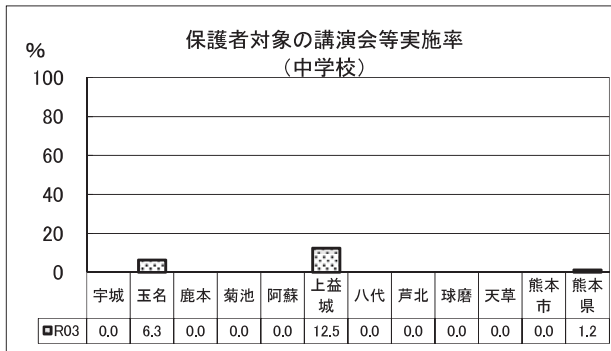 保護者対象の講演会等実施率
（中学校）
%
100
80
60
40
20
0
宇城 玉名 鹿本 菊池 阿蘇 上益城 八代 芦北 球磨 天草 熊本市 熊本県
R03 0.0 6.3 0.0 0.0 0.0 12.5 0.0 0.0 0.0 0.0 0.0 1.2